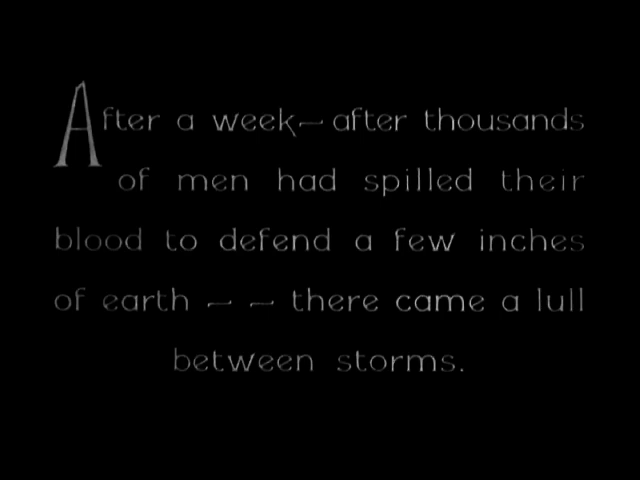 After a week — after thousands
of men had spilled their
blood to defend a few inches
of earth — — there came a lull
between storms.